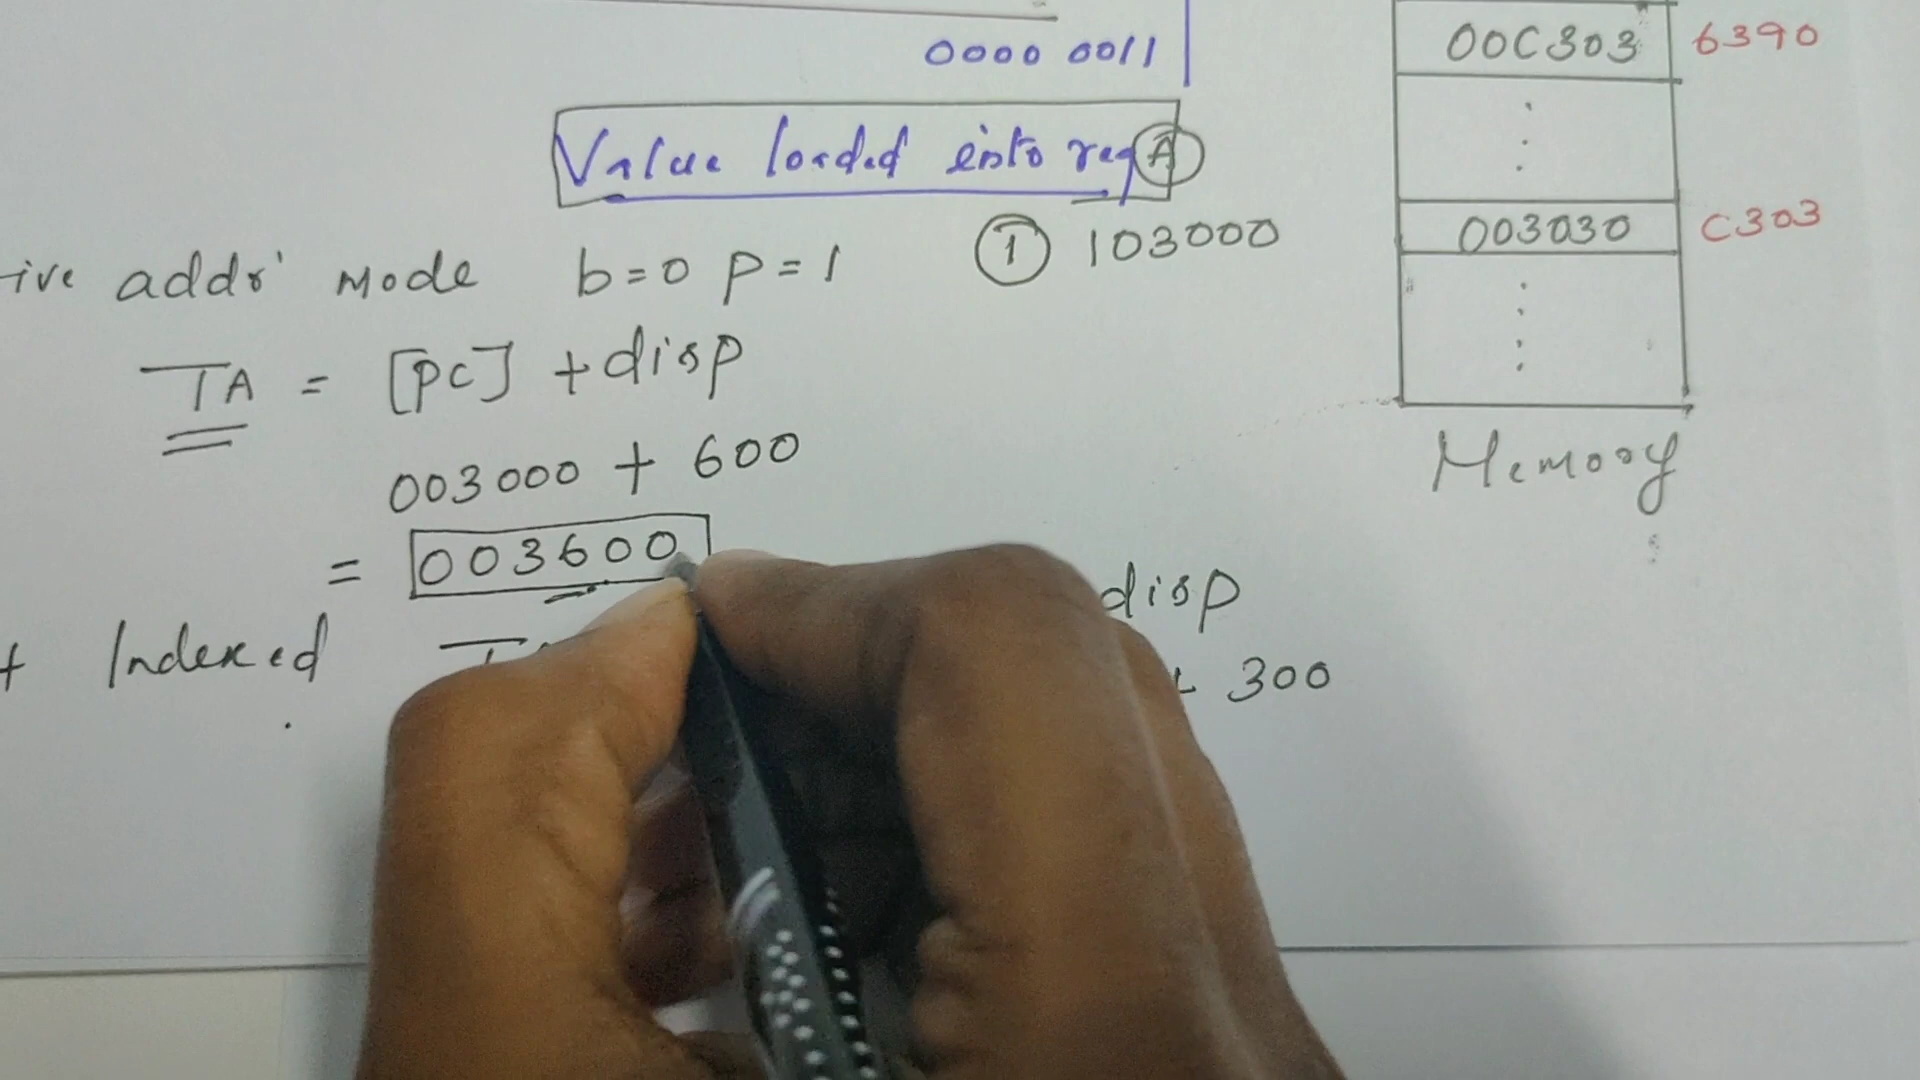 0000 0011
Value loaded into reg A
ive addr' mode b=0 p=1
① 103000
TA = [PC] + disp
003000 + 600
= 003600
Indexed
disp
+ 300
00C303 6390
003030 C303
Memory